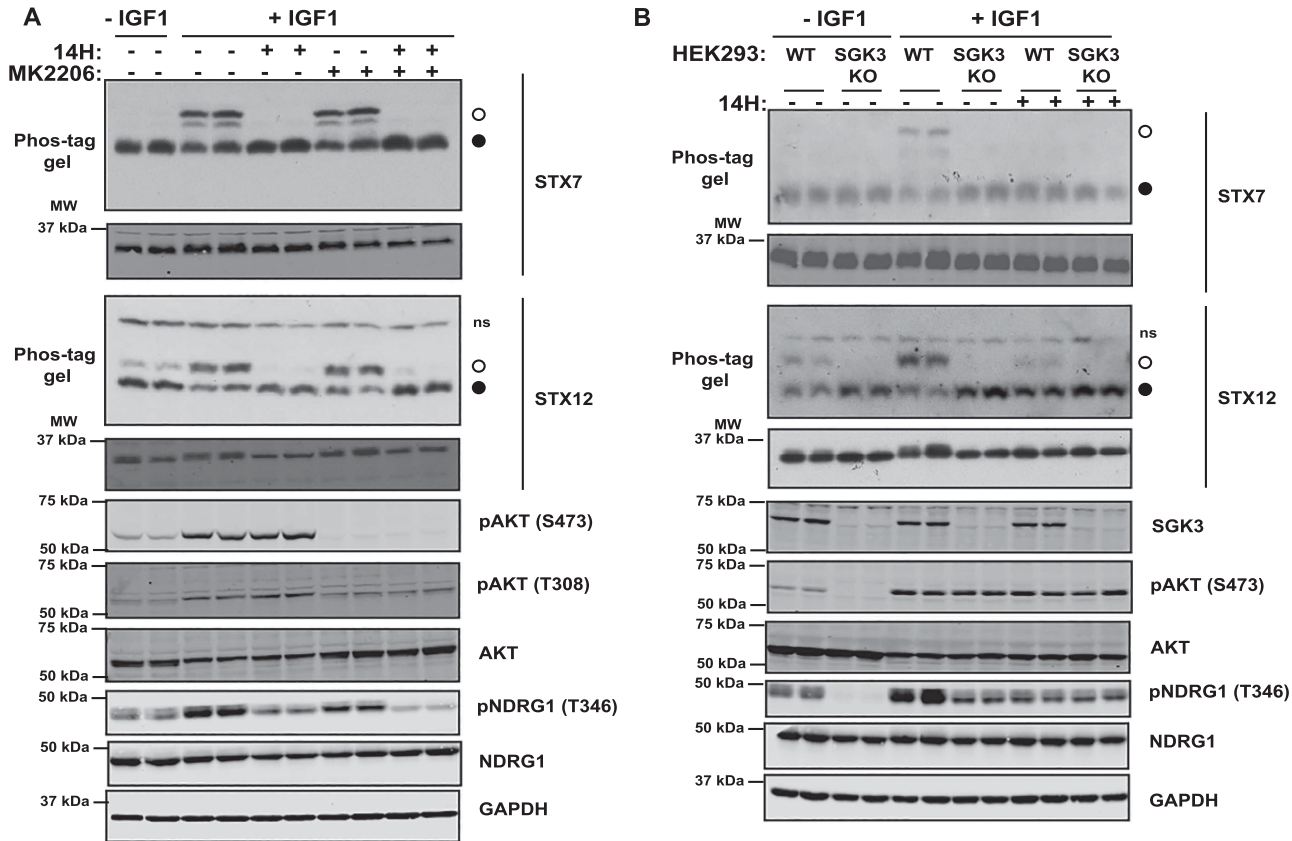 A
- IGF1
+ IGF1
14H: - - - - + + - - + +
MK2206: - - - - - - + + + +
Phos-tag
gel
MW
37 kDa
STX7
ns
Phos-tag
gel
MW
37 kDa
STX12
75 kDa
pAKT (S473)
50 kDa
75 kDa
pAKT (T308)
50 kDa
75 kDa
AKT
50 kDa
50 kDa
pNDRG1 (T346)
50 kDa
NDRG1
37 kDa
GAPDH
B
- IGF1
+ IGF1
HEK293: WT SGK3 WT SGK3 WT SGK3
KO KO KO
14H: - - - - - - - - + + + +
Phos-tag
gel
MW
37 kDa
STX7
ns
Phos-tag
gel
MW
37 kDa
STX12
75 kDa
SGK3
50 kDa
75 kDa
pAKT (S473)
50 kDa
75 kDa
AKT
50 kDa
50 kDa
pNDRG1 (T346)
50 kDa
NDRG1
37 kDa
GAPDH